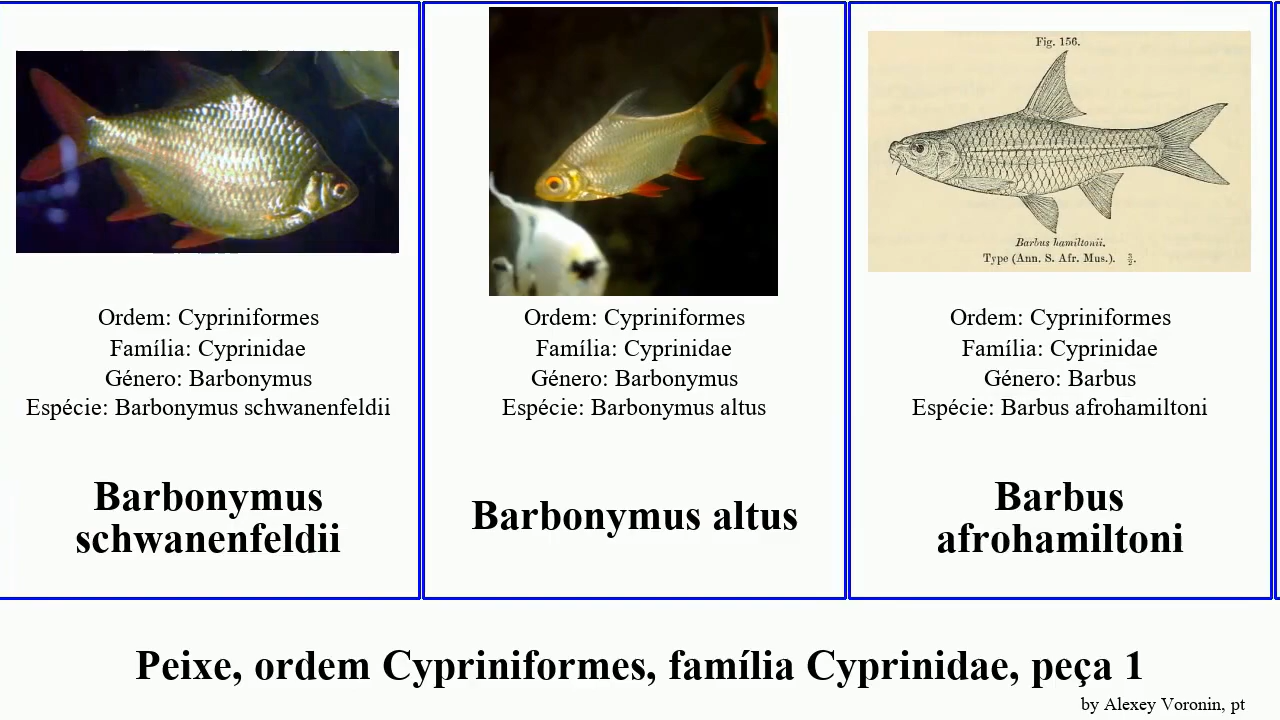 Ordem: Cypriniformes
Família: Cyprinidae
Género: Barbonymus
Espécie: Barbonymus schwanenfeldii
Barbonymus
schwanenfeldii
Ordem: Cypriniformes
Família: Cyprinidae
Género: Barbonymus
Espécie: Barbonymus altus
Barbonymus altus
Fig. 156.
Barbus hamiltonii.
Type (Ann. S. Afr. Mus.).
Ordem: Cypriniformes
Família: Cyprinidae
Género: Barbus
Espécie: Barbus afrohamiltoni
Barbus
afrohamiltoni
Peixe, ordem Cypriniformes, família Cyprinidae, peça 1
by Alexey Voronin, pt